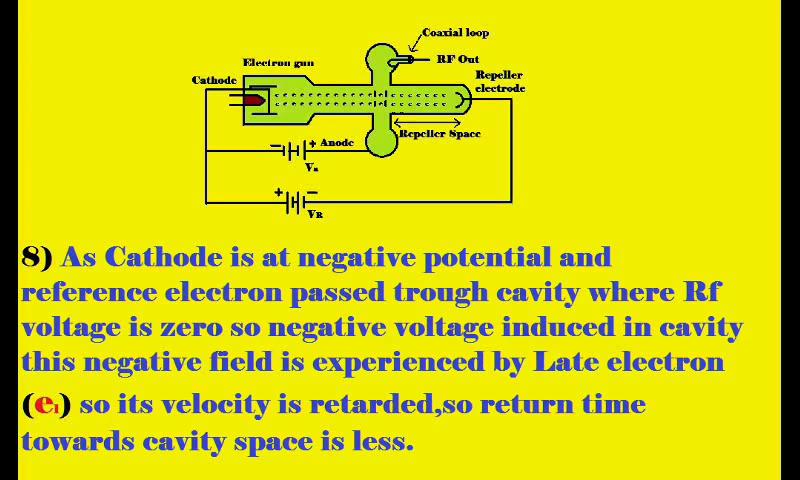 Coaxial loop
RF Out
Electron gun
Repeller
electrode
Cathode
Repeller Space
− + Anode
Vₐ
+ −
VR
8) As Cathode is at negative potential and
reference electron passed trough cavity where Rf
voltage is zero so negative voltage induced in cavity
this negative field is experienced by Late electron
(e₁) so its velocity is retarded,so return time
towards cavity space is less.